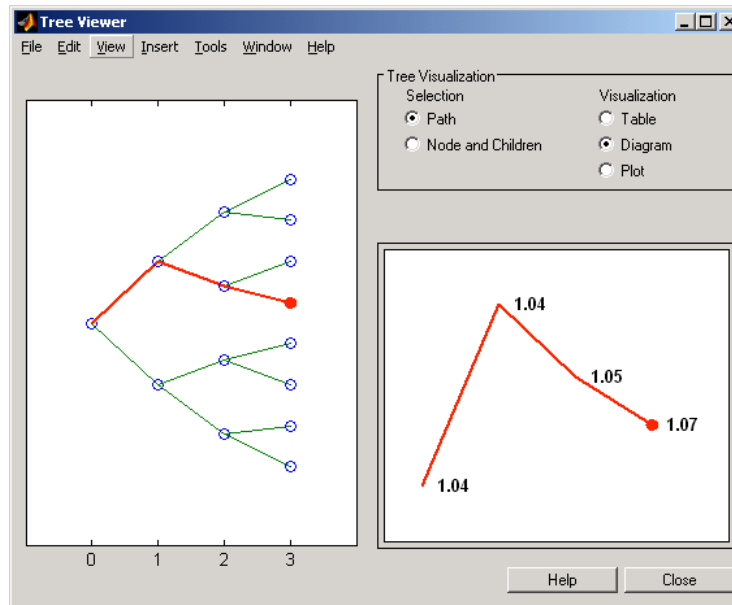 Tree Viewer
File Edit View Insert Tools Window Help
Tree Visualization
Selection Visualization
Path Table
Node and Children Diagram
Plot
1.04
1.05
1.07
1.04
0 1 2 3
Help Close